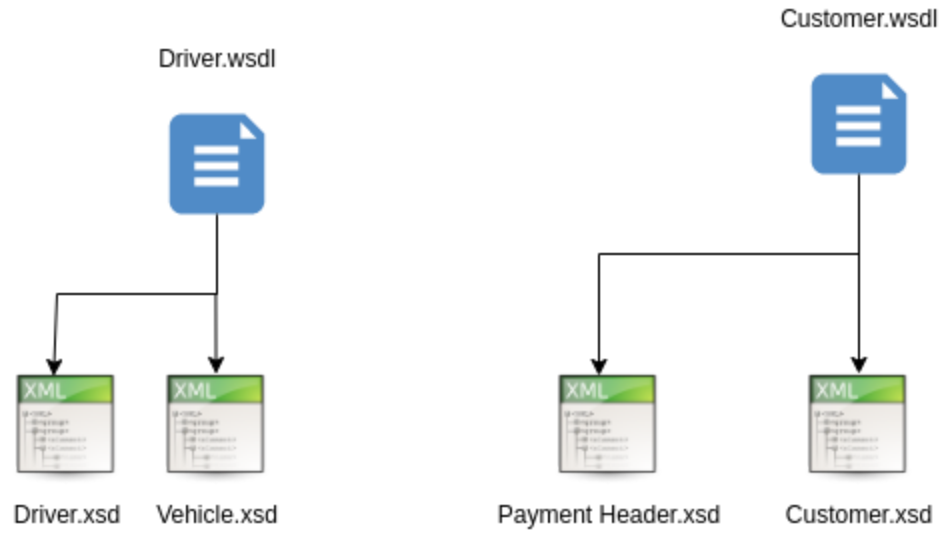 Customer.wsdl
Driver.wsdl
XML
XML
XML
XML
Driver.xsd
Vehicle.xsd
Payment Header.xsd
Customer.xsd